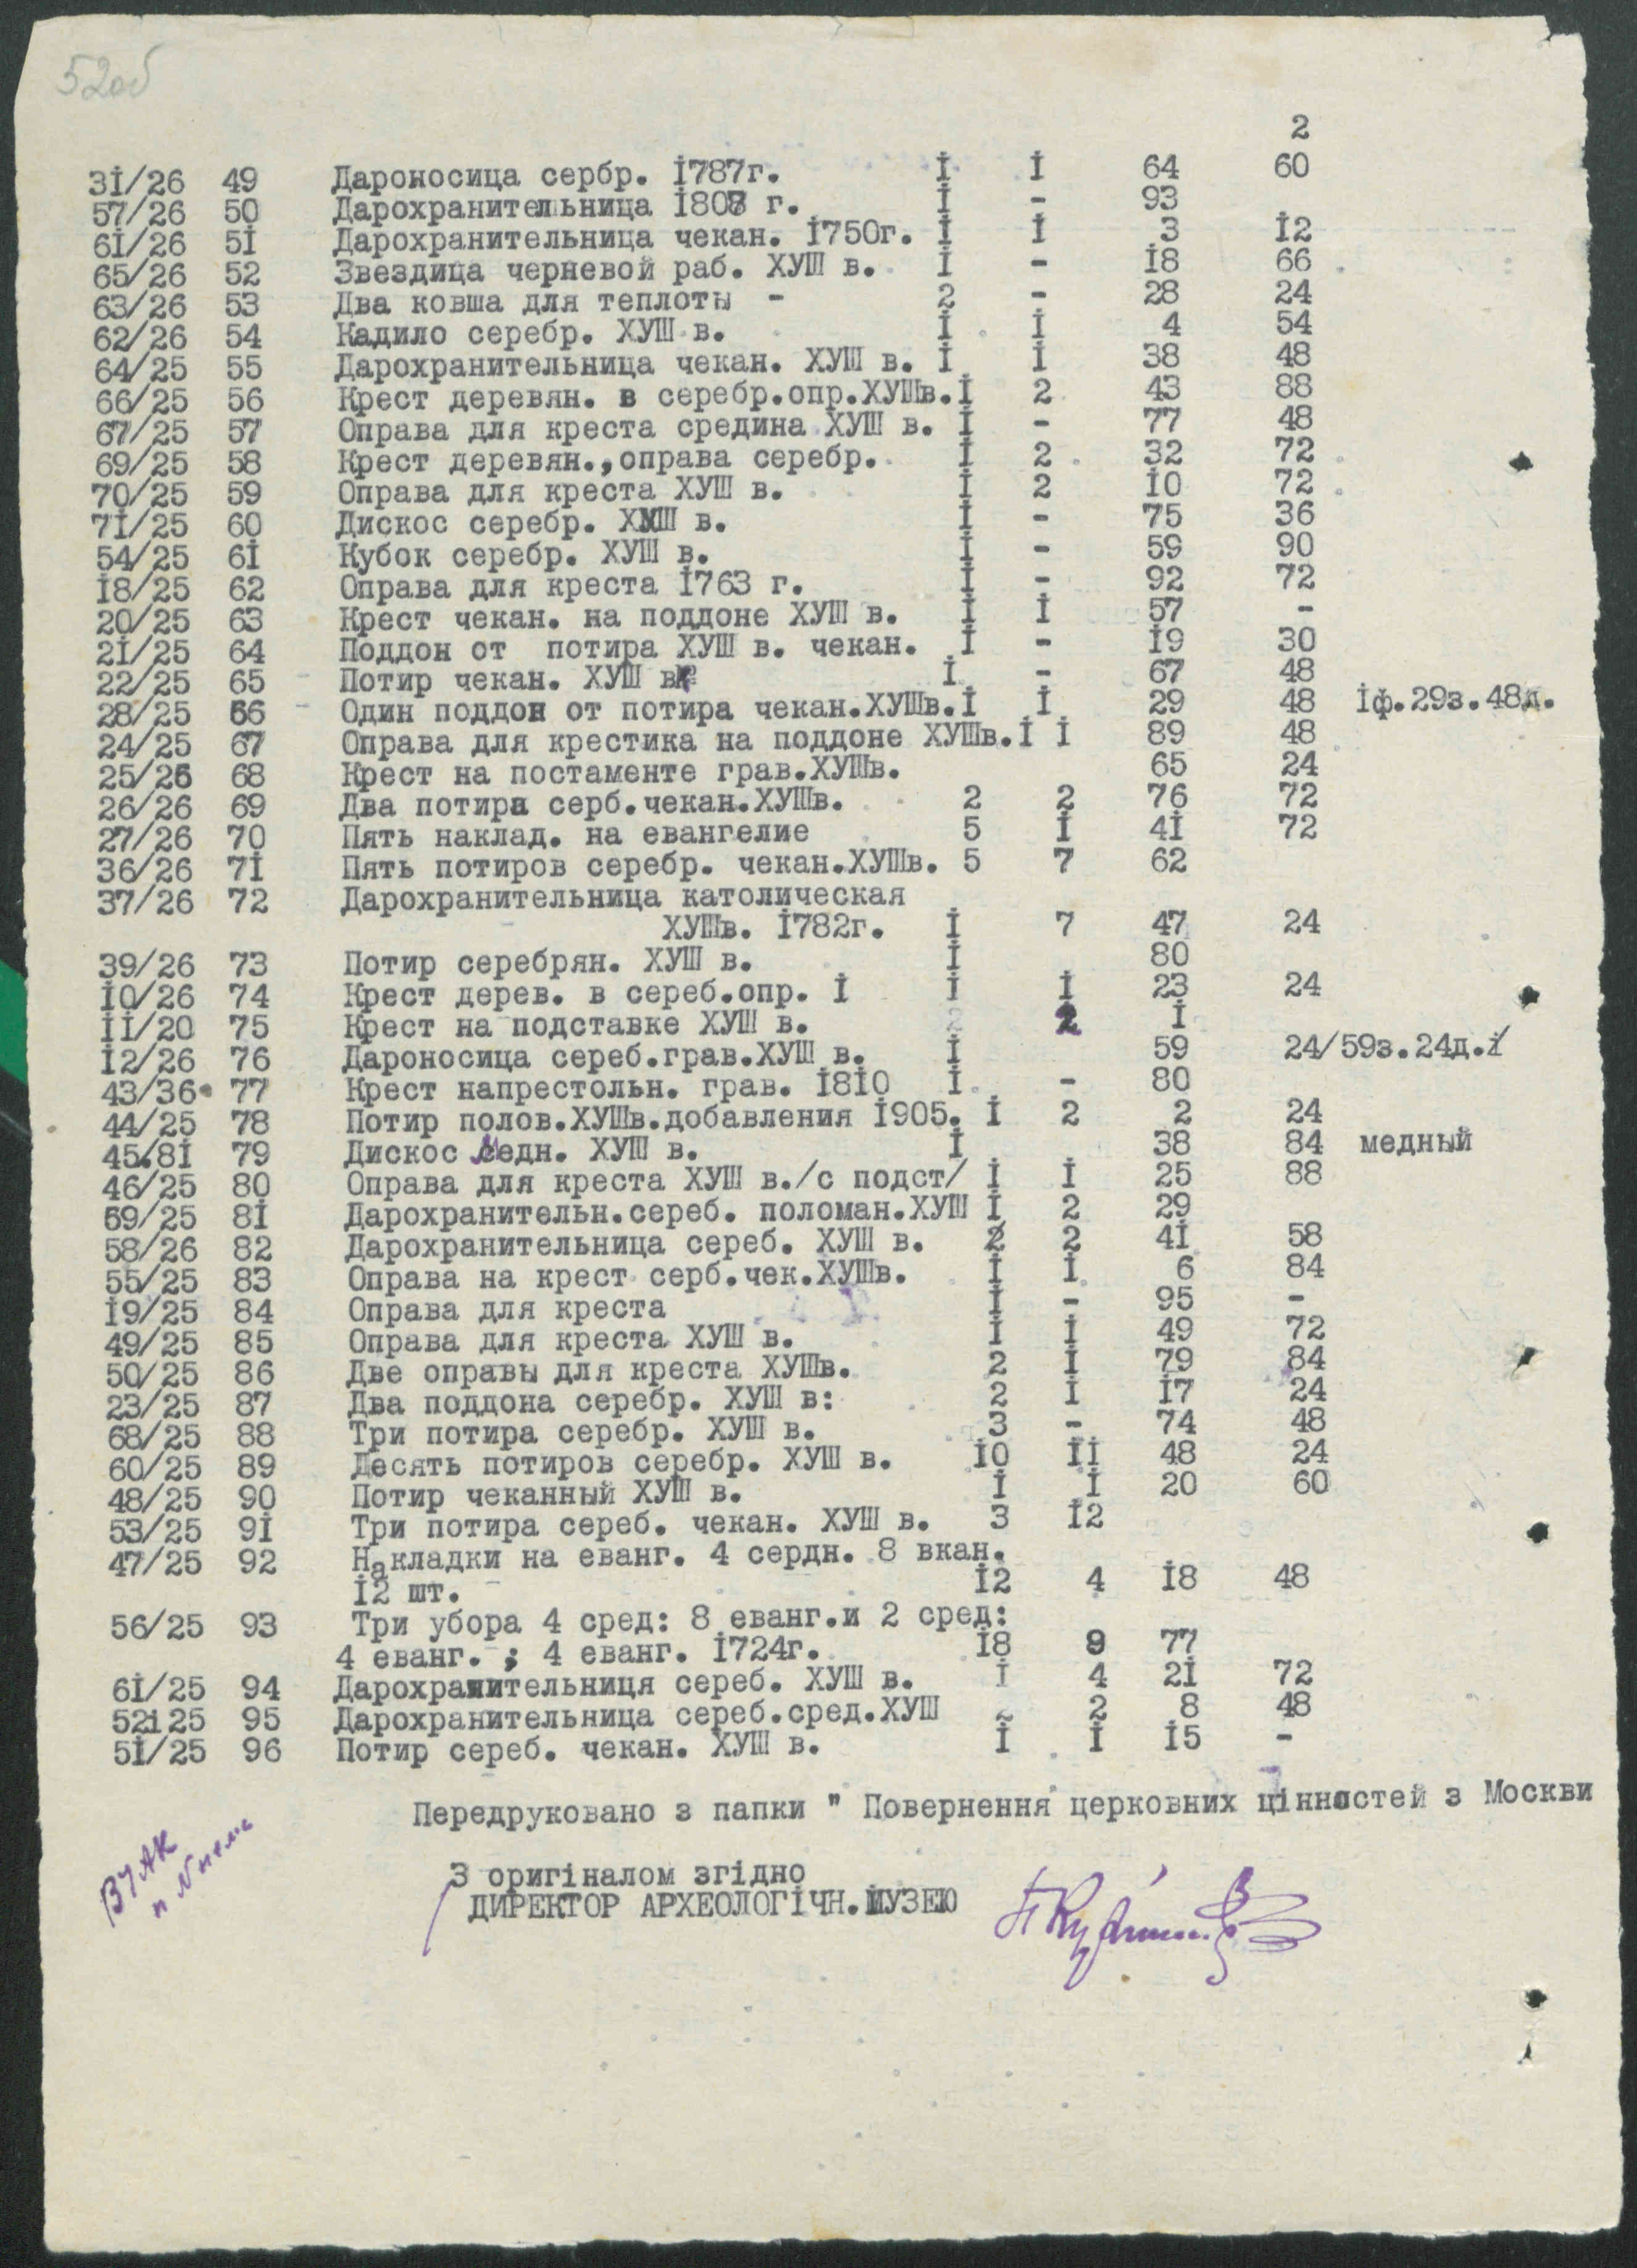 52об
2
3І/26 49 Дароносица сербр. І787г. І І 64 60
57/26 50 Дарохранительница І808 г. І - 93
6І/26 5І Дарохранительница чекан. І750г. І І 3 І2
65/26 52 Звездица черневой раб. ХУШ в. І - І8 66
63/26 53 Два ковша для теплоты - 2 - 28 24
62/26 54 Кадило серебр. ХУШ в. І І 4 54
64/25 55 Дарохранительница чекан. ХУШ в. І І 38 48
66/25 56 Крест деревян. в серебр.опр.ХУШв.І 2 43 88
67/25 57 Оправа для креста средина ХУШ в. І - 77 48
69/25 58 Крест деревян.,оправа серебр. І 2 32 72
70/25 59 Оправа для креста ХУШ в. І 2 І0 72
7І/25 60 Дискос серебр. ХУШ в. І - 75 36
54/25 6І Кубок серебр. ХУШ в. І - 59 90
І8/25 62 Оправа для креста І763 г. І - 92 72
20/25 63 Крест чекан. на поддоне ХУШ в. І І 57 -
2І/25 64 Поддон от потира ХУШ в. чекан. І - І9 30
22/25 65 Потир чекан. ХУШ в. І - 67 48
28/25 66 Один поддон от потира чекан.ХУШв.І І 29 48 Іф.29з.48д.
24/25 67 Оправа для крестика на поддоне ХУШв.І І 89 48
25/26 68 Крест на постаменте грав.ХУШв. 65 24
26/26 69 Два потира серб.чекан.ХУШв. 2 2 76 72
27/26 70 Пять наклад. на евангелие 5 І 4І 72
36/26 7І Пять потиров серебр. чекан.ХУШв. 5 7 62
37/26 72 Дарохранительница католическая
ХУШв. І782г. І 7 47 24
39/26 73 Потир серебрян. ХУШ в. І 80
І0/26 74 Крест дерев. в сереб.опр. І І І 23 24
ІІ/20 75 Крест на подставке ХУШ в. 2 І
І2/26 76 Дароносица сереб.грав.ХУШ в. І 59 24/59з.24д./
43/36 77 Крест напрестольн. грав. І8І0 І - 80
44/25 78 Потир полов.ХУШв.добавления І905. І 2 2 24
45/8І 79 Дискос медн. ХУШ в. І 38 84 медный
46/25 80 Оправа для креста ХУШ в./с подст/ І І 25 88
69/25 8І Дарохранительн.сереб. поломан.ХУШ І 2 29
58/26 82 Дарохранительница сереб. ХУШ в. 2 2 4І 58
55/25 83 Оправа на крест серб.чек.ХУШв. І І 6 84
І9/25 84 Оправа для креста І - 95 -
49/25 85 Оправа для креста ХУШ в. І І 49 72
50/25 86 Две оправы для креста ХУШв. 2 І 79 84
23/25 87 Два поддона серебр. ХУШ в: 2 І І7 24
68/25 88 Три потира серебр. ХУШ в. 3 - 74 48
60/25 89 Десять потиров серебр. ХУШ в. І0 ІІ 48 24
48/25 90 Потир чеканный ХУШ в. І І 20 60
53/25 9І Три потира сереб. чекан. ХУШ в. 3 І2
47/25 92 Накладки на еванг. 4 сердн. 8 вкан.
І2 шт. І2 4 І8 48
56/25 93 Три убора 4 сред: 8 еванг.и 2 сред:
4 еванг. ; 4 еванг. І724г. І8 9 77
6І/25 94 Дарохранительниця сереб. ХУШ в. І 4 2І 72
52і25 95 Дарохранительница сереб.сред.ХУШ 2 8 48
5І/25 96 Потир сереб. чекан. ХУШ в. І І І5 -
Передруковано з папки " Повернення церковних цінностей з Москви
З оригіналом згідно
ДИРЕКТОР АРХЕОЛОГІЧН.МУЗЕЮ